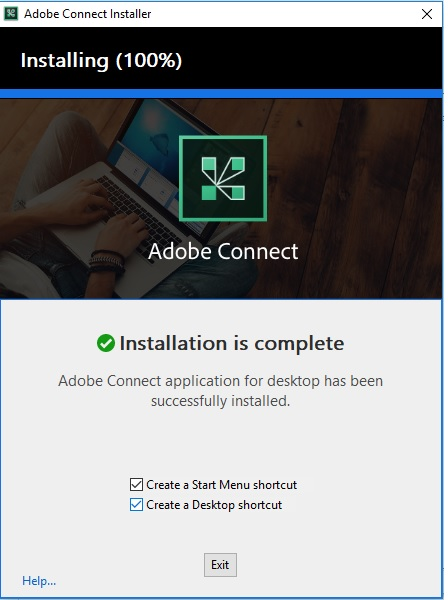 Adobe Connect Installer
Installing (100%)
Adobe Connect
Installation is complete
Adobe Connect application for desktop has been
successfully installed.
Create a Start Menu shortcut
Create a Desktop shortcut
Exit
Help...